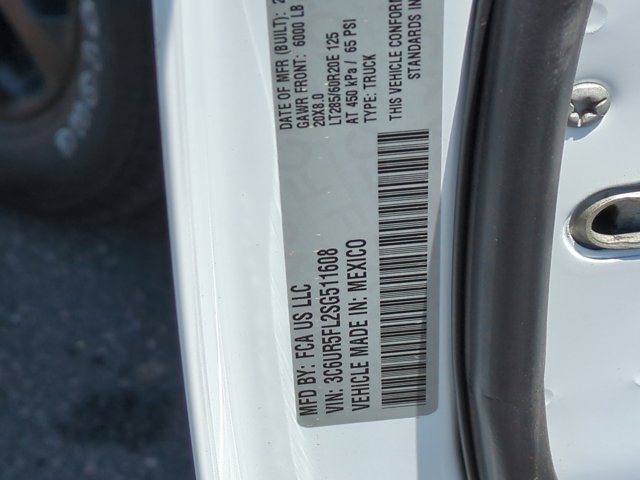 MFD BY: FCA US LLC
DATE OF MFR (BUILT):
GAWR FRONT: 6000 LB
20X8.0
LT285/60R20E 125
AT 450 kPa / 65 PSI
TYPE: TRUCK
THIS VEHICLE CONFORM
STANDARDS IN
VIN: 3C6UR5FL2SG511608
VEHICLE MADE IN: MEXICO